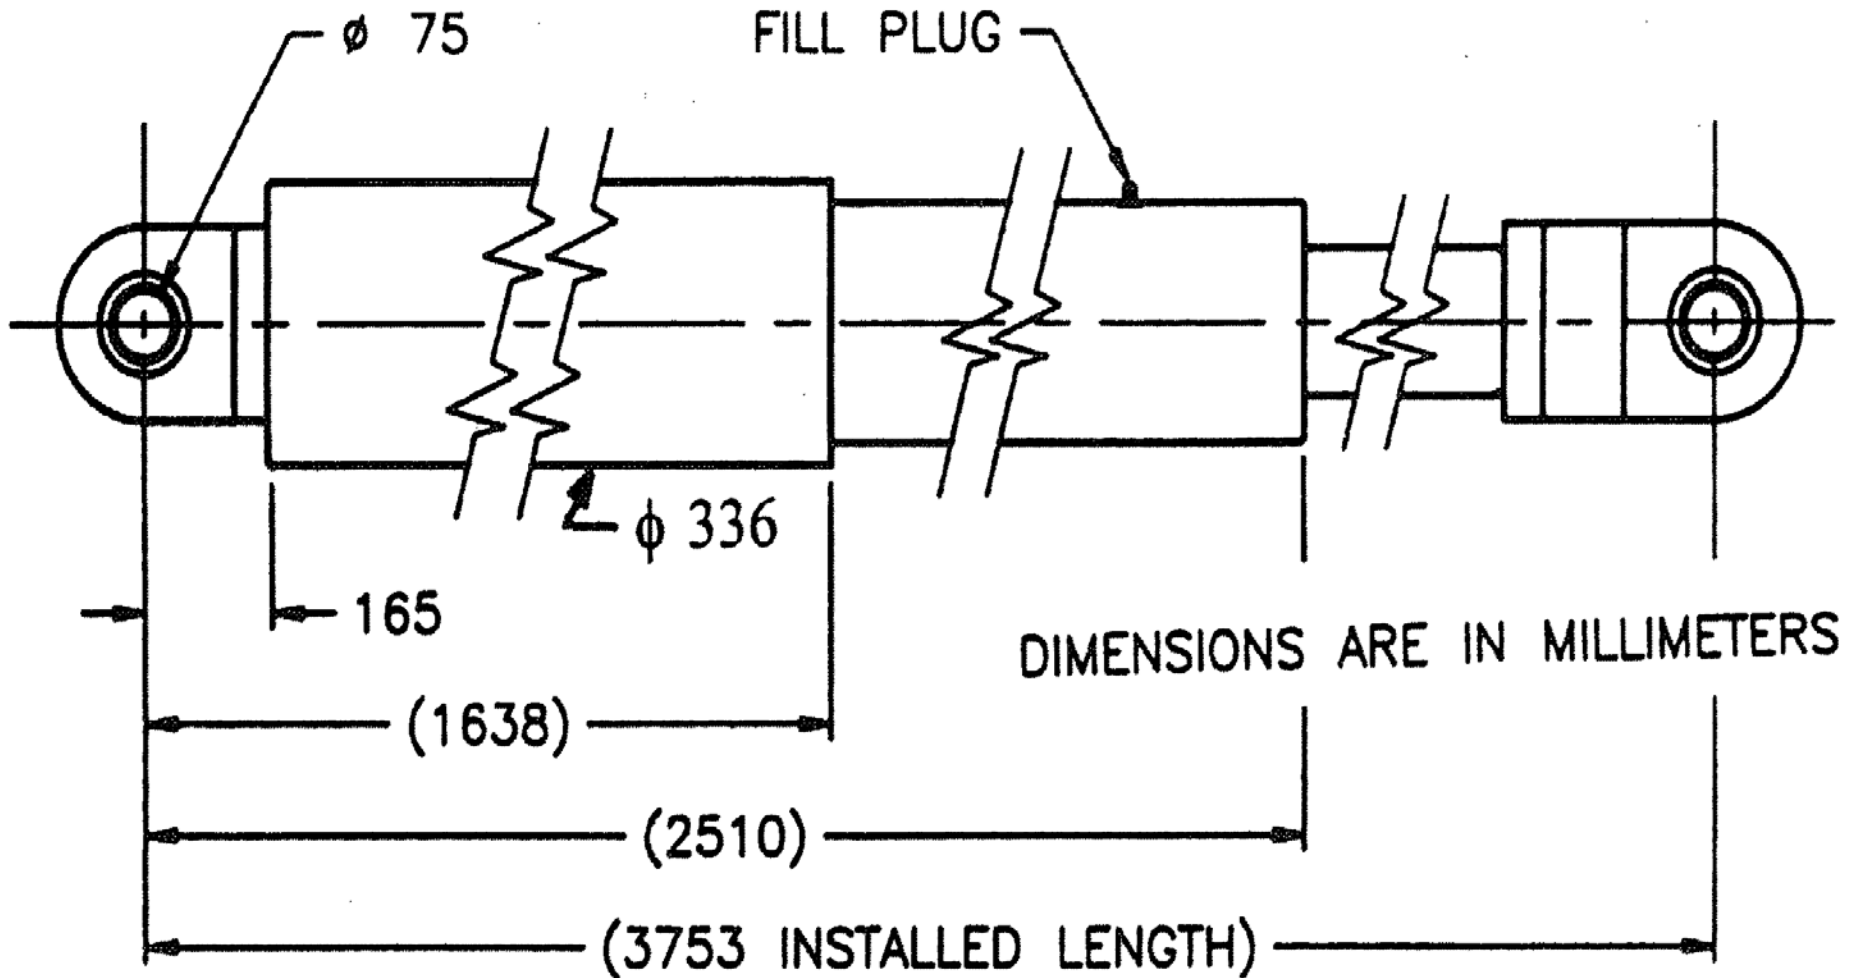 ø 75
FILL PLUG
ϕ 336
165
DIMENSIONS ARE IN MILLIMETERS
(1638)
(2510)
(3753 INSTALLED LENGTH)